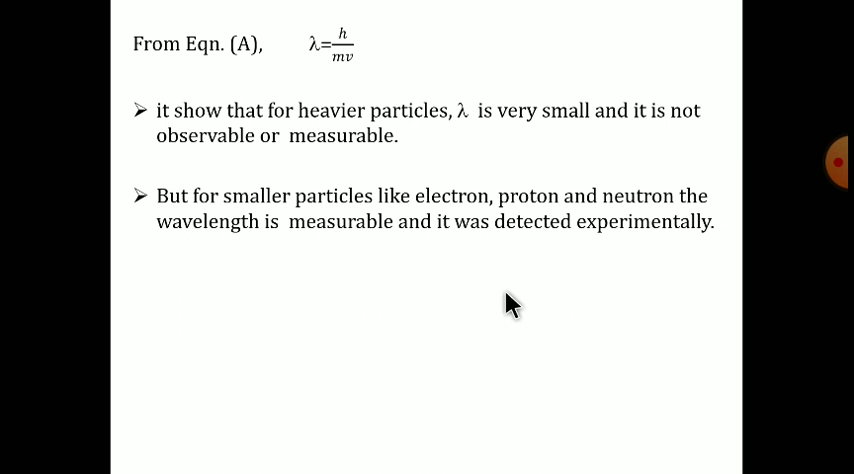 From Eqn. (A), λ=h/mv
➢ it show that for heavier particles, λ is very small and it is not
observable or measurable.
➢ But for smaller particles like electron, proton and neutron the
wavelength is measurable and it was detected experimentally.